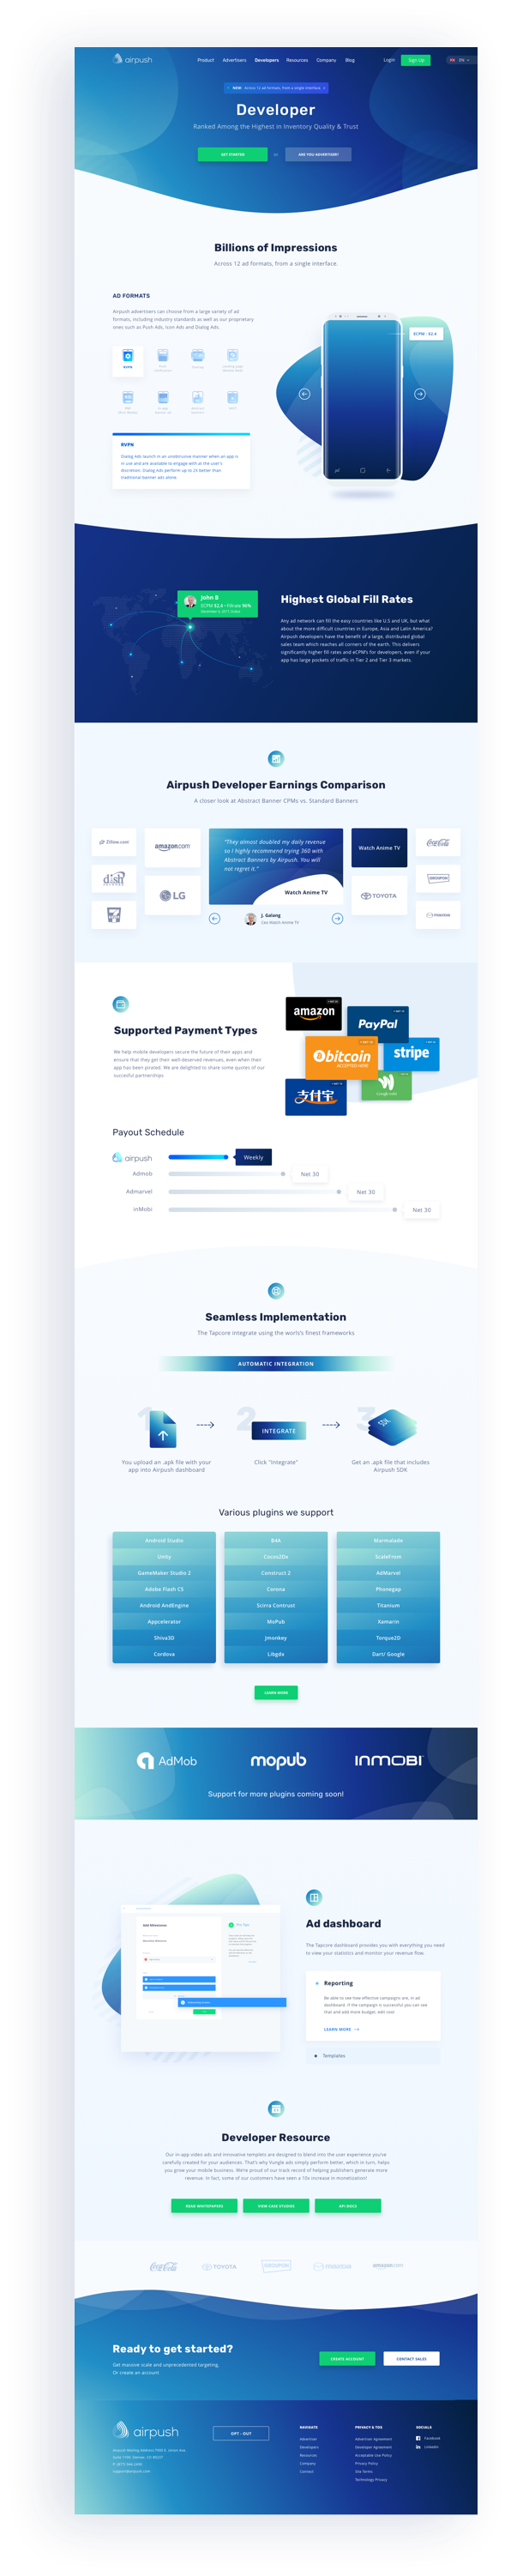 airpush
Product Advertisers Developers Resources Company Blog Login Sign Up EN
NEW Across 12 ad formats, from a single interface.
Developer
Ranked Among the Highest in Inventory Quality & Trust
GET STARTED or ARE YOU ADVERTISER?
Billions of Impressions
Across 12 ad formats, from a single interface.
AD FORMATS
Airpush advertisers can choose from a large variety of ad
formats, including industry standards as well as our proprietary
ones such as Push Ads, Icon Ads and Dialog Ads.
RVPN
RVPN
Dialog Ads launch in an unobtrusive manner when an app is
in use and are available to engage with at the user's
discretion. Dialog Ads perform up to 20 better than
traditional banner ads alone.
ECPM : $2.4
John B
ECPM $2.4 - Fill rate 96%
Highest Global Fill Rates
Any ad network can fill the easy countries like U.S and UK, but what
about the more difficult countries in Europe, Asia and Latin America?
Airpush developers have the benefit of a large, distributed global
sales team which reaches all corners of the earth. This delivers
significantly higher fill rates and eCPM's for developers, even if your
app has large pockets of traffic in Tier 2 and Tier 3 markets.
Airpush Developer Earnings Comparison
A closer look at Abstract Banner CPMs vs. Standard Banners
Zillow.com
dish
amazon.com
LG
"They almost doubled my daily revenue
so I highly recommend trying 360 with
Abstract Banners by Airpush. You will
not regret it."
Watch Anime TV
J. Galang
Ceo Watch Anime TV
Watch Anime TV
TOYOTA
Coca-Cola
GROUPON
mazda
Supported Payment Types
We help mobile developers secure the future of their apps and
ensure that they get their well-deserved revenues, even when their
app has been pirated. We are delighted to share some quotes of our
succesful partnerships
amazon
PayPal
bitcoin
ACCEPTED HERE
stripe
支付宝
Google wallet
Payout Schedule
airpush Weekly
Admob Net 30
Admarvel Net 30
inMobi Net 30
Seamless Implementation
The Tapcore integrate using the worls's finest frameworks
AUTOMATIC INTEGRATION
1
2
3
INTEGRATE
You upload an .apk file with your
app into Airpush dashboard
Click "Integrate"
Get an .apk file that includes
Airpush SDK
Various plugins we support
Android Studio
Unity
GameMaker Studio 2
Adobe Flash CS
Android AndEngine
Appcelerator
Shiva3D
Cordova
B4A
Cocos2Dx
Construct 2
Corona
Scirra Contrust
MoPub
Jmonkey
Libgdx
Marmalade
ScaleFrom
AdMarvel
Phonegap
Titanium
Xamarin
Torque2D
Dart/ Google
LEARN MORE
AdMob
mopub
INMOBI
Support for more plugins coming soon!
Add Milestones
Pro Tips
Ad dashboard
The Tapcore dashboard provides you with everything you need
to view your statistics and monitor your revenue flow.
Reporting
Be able to see how effective campaigns are, in ad
dashboard. If the campaign is successful you can see
that and add more budget, edit cost
LEARN MORE
Templates
Developer Resource
Our in-app video ads and innovative templets are designed to blend into the user experience you've
carefully created for your audiences. That's why Vungle ads simply perform better, which in turn, helps
you grow your mobile business. We're proud of our track record of helping publishers generate more
revenue. In fact, some of our customers have seen a 10x increase in monetization!
READ WHITEPAPERS
VIEW CASE STUDIES
API DOCS
Coca-Cola
TOYOTA
GROUPON
mazda
amazon.com
Ready to get started?
Get massive scale and unprecedented targeting.
Or create an account
CREATE ACCOUNT
CONTACT SALES
airpush
OPT - OUT
NAVIGATE
Advertiser
Developers
Resources
Company
Contact
PRIVACY & TOS
Advertiser Agreement
Developer Agreement
Acceptable Use Policy
Privacy Policy
Site Terms
Technology Privacy
SOCIALS
Facebook
Linkedin